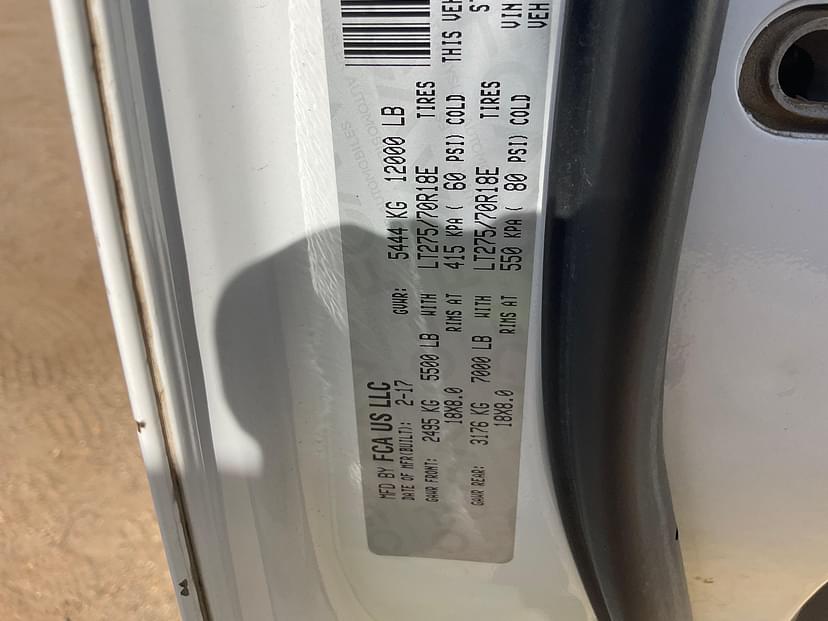 MFD BY FCA US LLC
DATE OF MFR(BUILT): 2-17 GVWR: 5444 KG 12000 LB
GAWR FRONT: 2495 KG 5500 LB WITH LT275/70R18E TIRES
18X8.0 RIMS AT 415 KPA ( 60 PSI) COLD THIS VEH
GAWR REAR: 3176 KG 7000 LB WITH LT275/70R18E TIRES
18X8.0 RIMS AT 550 KPA ( 80 PSI) COLD VIN
VEH